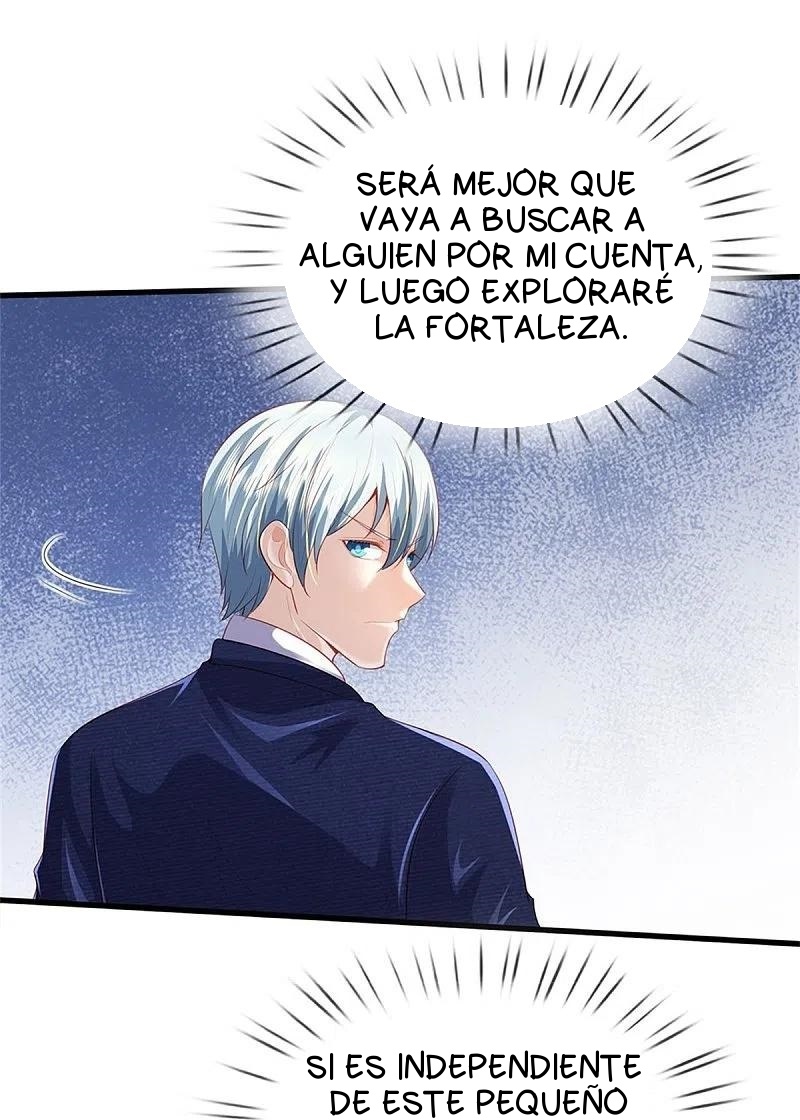 SERÁ MEJOR QUE
VAYA A BUSCAR A
ALGUIEN POR MI CUENTA,
Y LUEGO EXPLORARÉ
LA FORTALEZA.
SI ES INDEPENDIENTE
DE ESTE PEQUEÑO